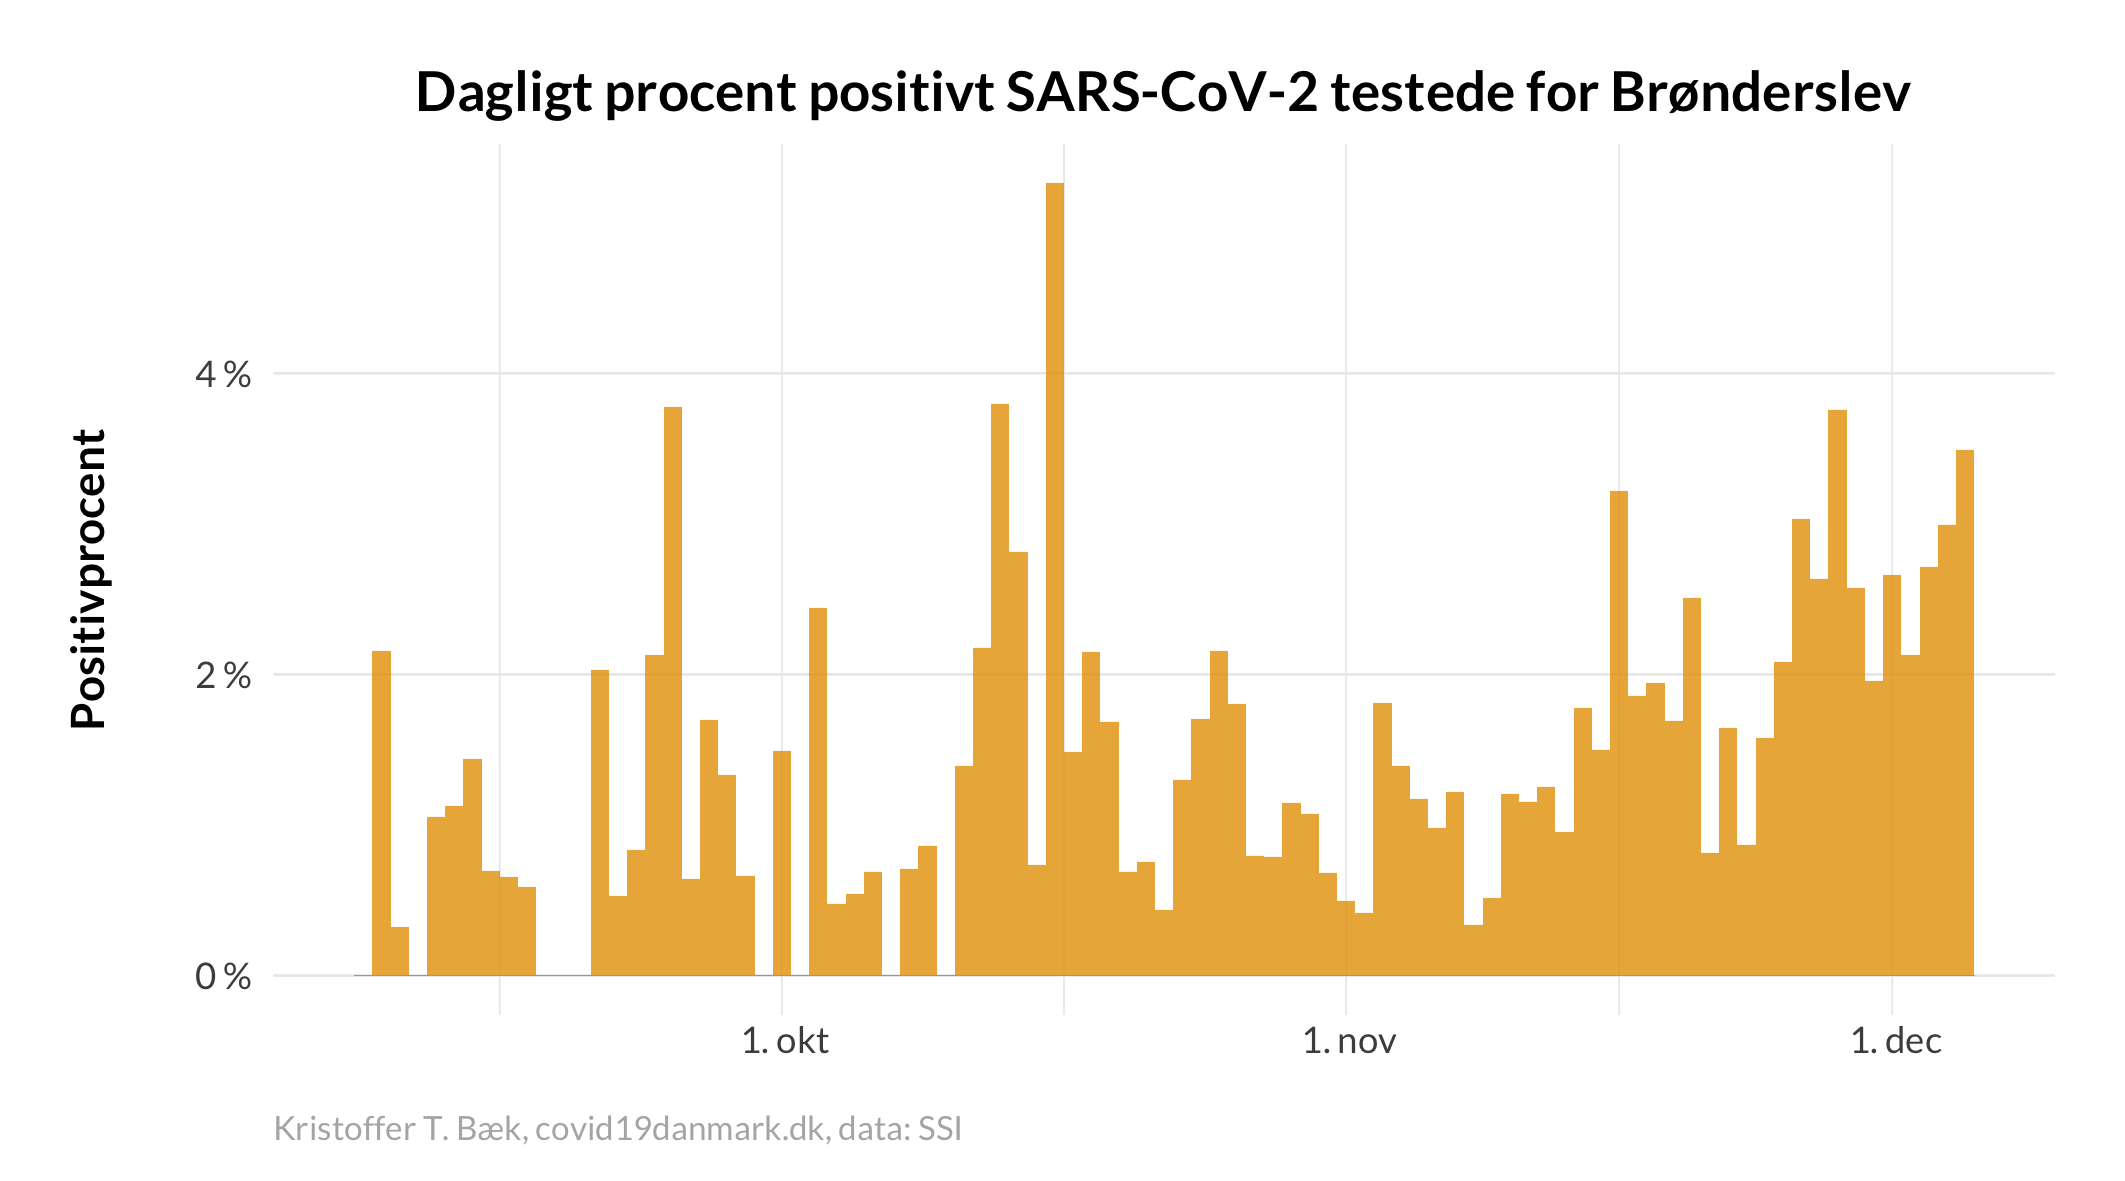 Dagligt procent positivt SARS-CoV-2 testede for Brønderslev
Positivprocent
4 %
2 %
0 %
1. okt
1. nov
1. dec
Kristoffer T. Bæk, covid19danmark.dk, data: SSI